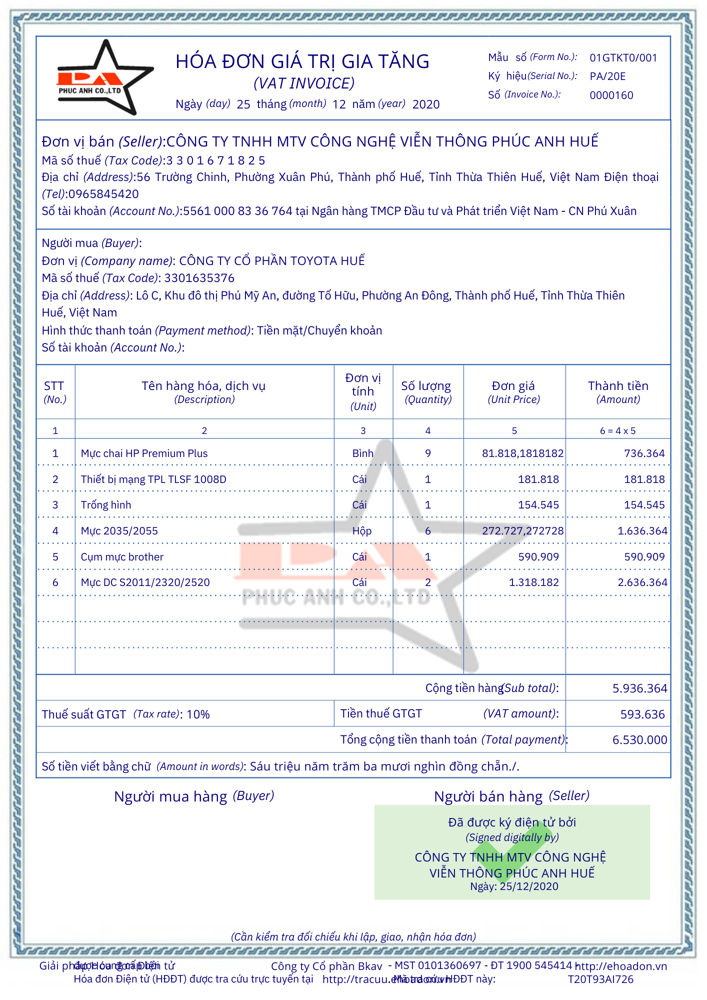 PA
PHUC ANH CO.,LTD
HÓA ĐƠN GIÁ TRỊ GIA TĂNG
(VAT INVOICE)
Ngày (day) 25 tháng (month) 12 năm (year) 2020
Mẫu số (Form No.): 01GTKT0/001
Ký hiệu(Serial No.): PA/20E
Số (Invoice No.): 0000160
Đơn vị bán (Seller):CÔNG TY TNHH MTV CÔNG NGHỆ VIỄN THÔNG PHÚC ANH HUẾ
Mã số thuế (Tax Code):3 3 0 1 6 7 1 8 2 5
Địa chỉ (Address):56 Trường Chinh, Phường Xuân Phú, Thành phố Huế, Tỉnh Thừa Thiên Huế, Việt Nam Điện thoại
(Tel):0965845420
Số tài khoản (Account No.):5561 000 83 36 764 tại Ngân hàng TMCP Đầu tư và Phát triển Việt Nam - CN Phú Xuân
Người mua (Buyer):
Đơn vị (Company name): CÔNG TY CỔ PHẦN TOYOTA HUẾ
Mã số thuế (Tax Code): 3301635376
Địa chỉ (Address): Lô C, Khu đô thị Phú Mỹ An, đường Tố Hữu, Phường An Đông, Thành phố Huế, Tỉnh Thừa Thiên
Huế, Việt Nam
Hình thức thanh toán (Payment method): Tiền mặt/Chuyển khoản
Số tài khoản (Account No.):
STT (No.) Tên hàng hóa, dịch vụ (Description) Đơn vị tính (Unit) Số lượng (Quantity) Đơn giá (Unit Price) Thành tiền (Amount)
1 2 3 4 5 6 = 4 x 5
1 Mực chai HP Premium Plus Bình 9 81.818,1818182 736.364
2 Thiết bị mạng TPL TLSF 1008D Cái 1 181.818 181.818
3 Trống hình Cái 1 154.545 154.545
4 Mực 2035/2055 Hộp 6 272.727,272728 1.636.364
5 Cụm mực brother Cái 1 590.909 590.909
6 Mực DC S2011/2320/2520 Cái 2 1.318.182 2.636.364
PA
PHUC ANH CO.,LTD
Cộng tiền hàng(Sub total): 5.936.364
Thuế suất GTGT (Tax rate): 10% Tiền thuế GTGT (VAT amount): 593.636
Tổng cộng tiền thanh toán (Total payment): 6.530.000
Số tiền viết bằng chữ (Amount in words): Sáu triệu năm trăm ba mươi nghìn đồng chẵn./.
Người mua hàng (Buyer) Người bán hàng (Seller)
Đã được ký điện tử bởi
(Signed digitally by)
CÔNG TY TNHH MTV CÔNG NGHỆ
VIỄN THÔNG PHÚC ANH HUẾ
Ngày: 25/12/2020
(Cần kiểm tra đối chiếu khi lập, giao, nhận hóa đơn)
Giải pháp Hóa đơn Điện tử được cung cấp bởi Công ty Cổ phần Bkav - MST 0101360697 - ĐT 1900 545414 - http://ehoadon.vn
Hóa đơn Điện tử (HĐĐT) được tra cứu trực tuyến tại http://tracuu.ehoadon.vn. Mã tra cứu HĐĐT này: T20T93AI726